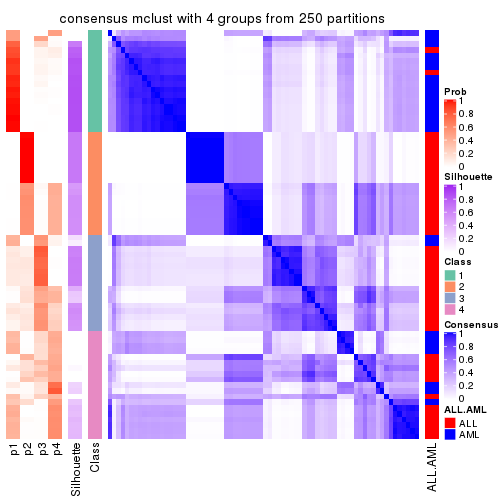 consensus mclust with 4 groups from 250 partitions
Prob
1
0.8
0.6
0.4
0.2
0
Silhouette
1
0.8
0.6
0.4
0.2
0
Class
1
2
3
4
Consensus
1
0.8
0.6
0.4
0.2
0
ALL.AML
ALL
AML
p1
p2
p3
p4
Silhouette
Class
ALL.AML